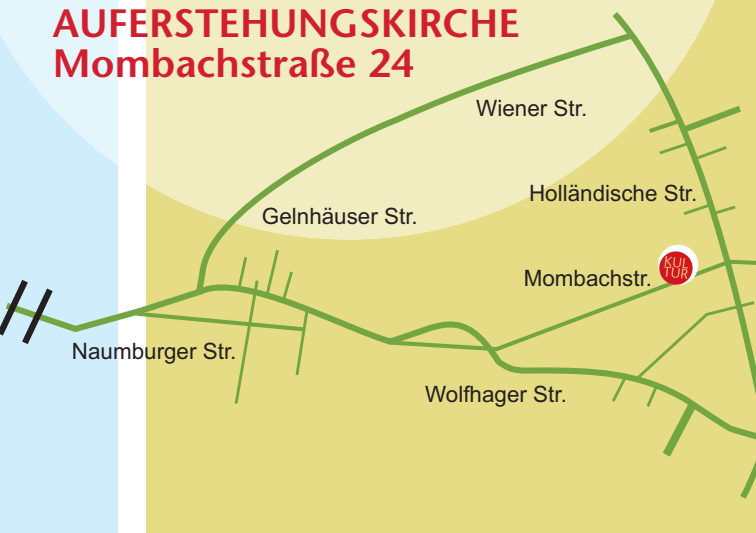 AUFERSTEHUNGSKIRCHE
Mombachstraße 24
Wiener Str.
Holländische Str.
Gelnhäuser Str.
KUL
TUR
Mombachstr.
Naumburger Str.
Wolfhager Str.